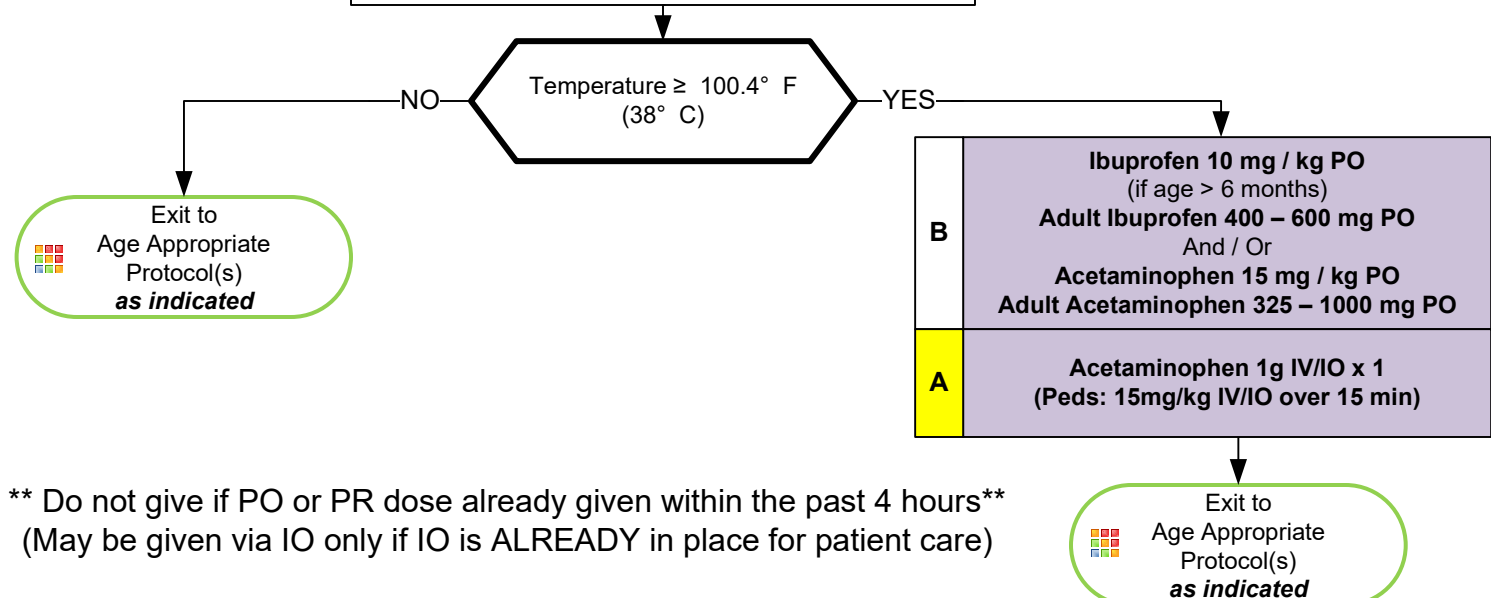 Temperature ≥ 100.4° F
(38° C)
NO
YES
Exit to
Age Appropriate
Protocol(s)
as indicated
B
Ibuprofen 10 mg / kg PO
(if age > 6 months)
Adult Ibuprofen 400 – 600 mg PO
And / Or
Acetaminophen 15 mg / kg PO
Adult Acetaminophen 325 – 1000 mg PO
A
Acetaminophen 1g IV/IO x 1
(Peds: 15mg/kg IV/IO over 15 min)
** Do not give if PO or PR dose already given within the past 4 hours**
(May be given via IO only if IO is ALREADY in place for patient care)
Exit to
Age Appropriate
Protocol(s)
as indicated